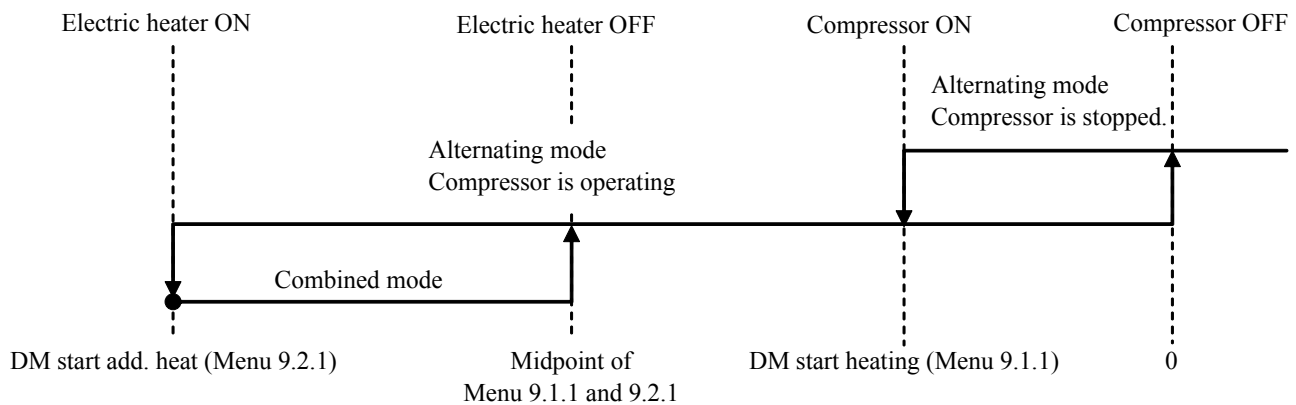 Electric heater ON
Electric heater OFF
Compressor ON
Compressor OFF
Alternating mode
Compressor is stopped.
Alternating mode
Compressor is operating
Combined mode
DM start add. heat (Menu 9.2.1)
Midpoint of
Menu 9.1.1 and 9.2.1
DM start heating (Menu 9.1.1)
0